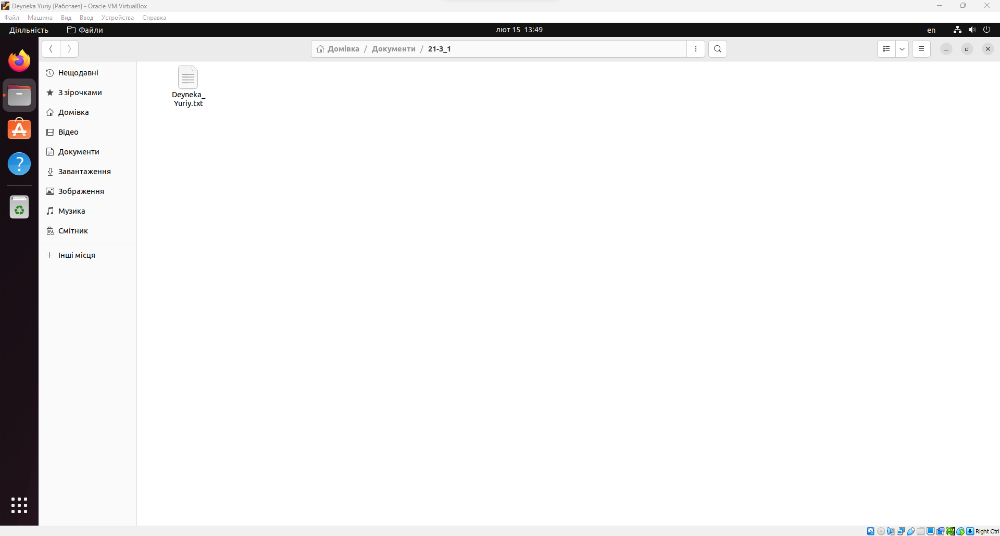 Deyneka Yuriy [Работает] - Oracle VM VirtualBox
Файл Машина Вид Ввод Устройства Справка
Діяльність Файли лют 15 13:49 en
Домівка / Документи / 21-3_1
Нещодавні
З зірочками
Домівка
Відео
Документи
Завантаження
Зображення
Музика
Смітник
Інші місця
Deyneka_
Yuriy.txt
Right Ctrl